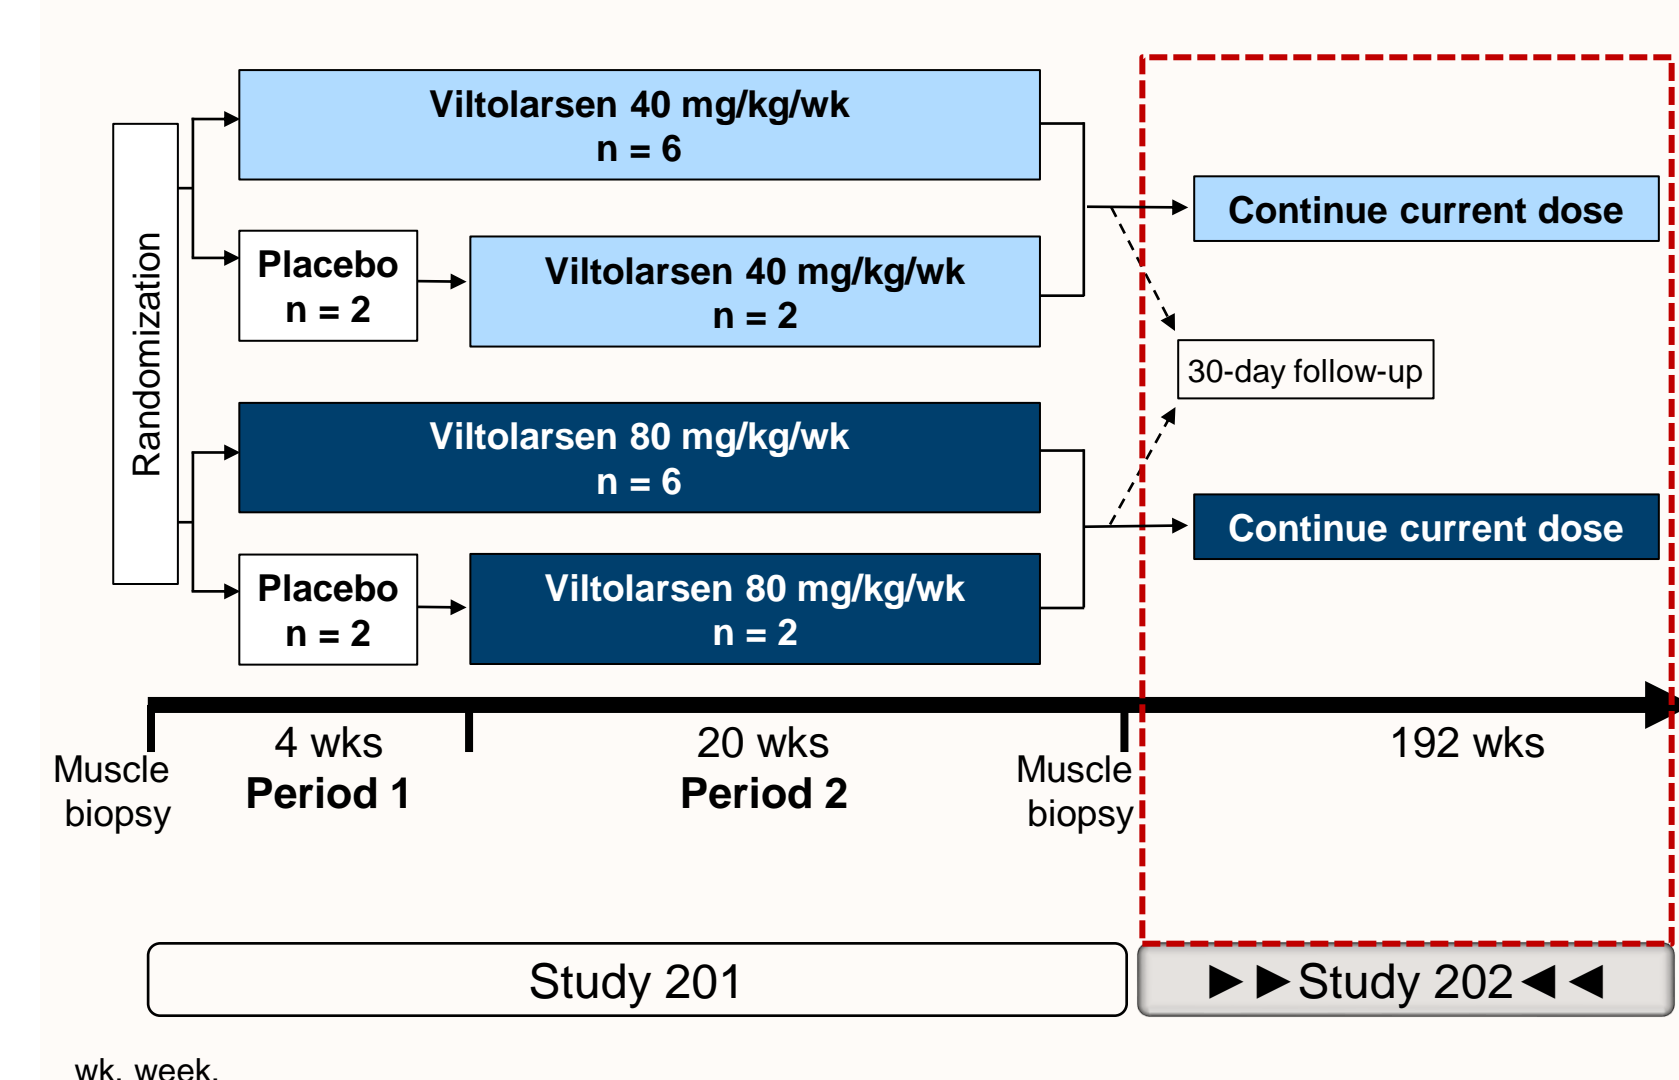 Randomization
Viltolarsen 40 mg/kg/wk
n = 6
Placebo
n = 2
Viltolarsen 40 mg/kg/wk
n = 2
Viltolarsen 80 mg/kg/wk
n = 6
Placebo
n = 2
Viltolarsen 80 mg/kg/wk
n = 2
Continue current dose
30-day follow-up
Continue current dose
Muscle
biopsy
4 wks
Period 1
20 wks
Period 2
Muscle
biopsy
192 wks
Study 201
►►Study 202◄◄
wk, week.